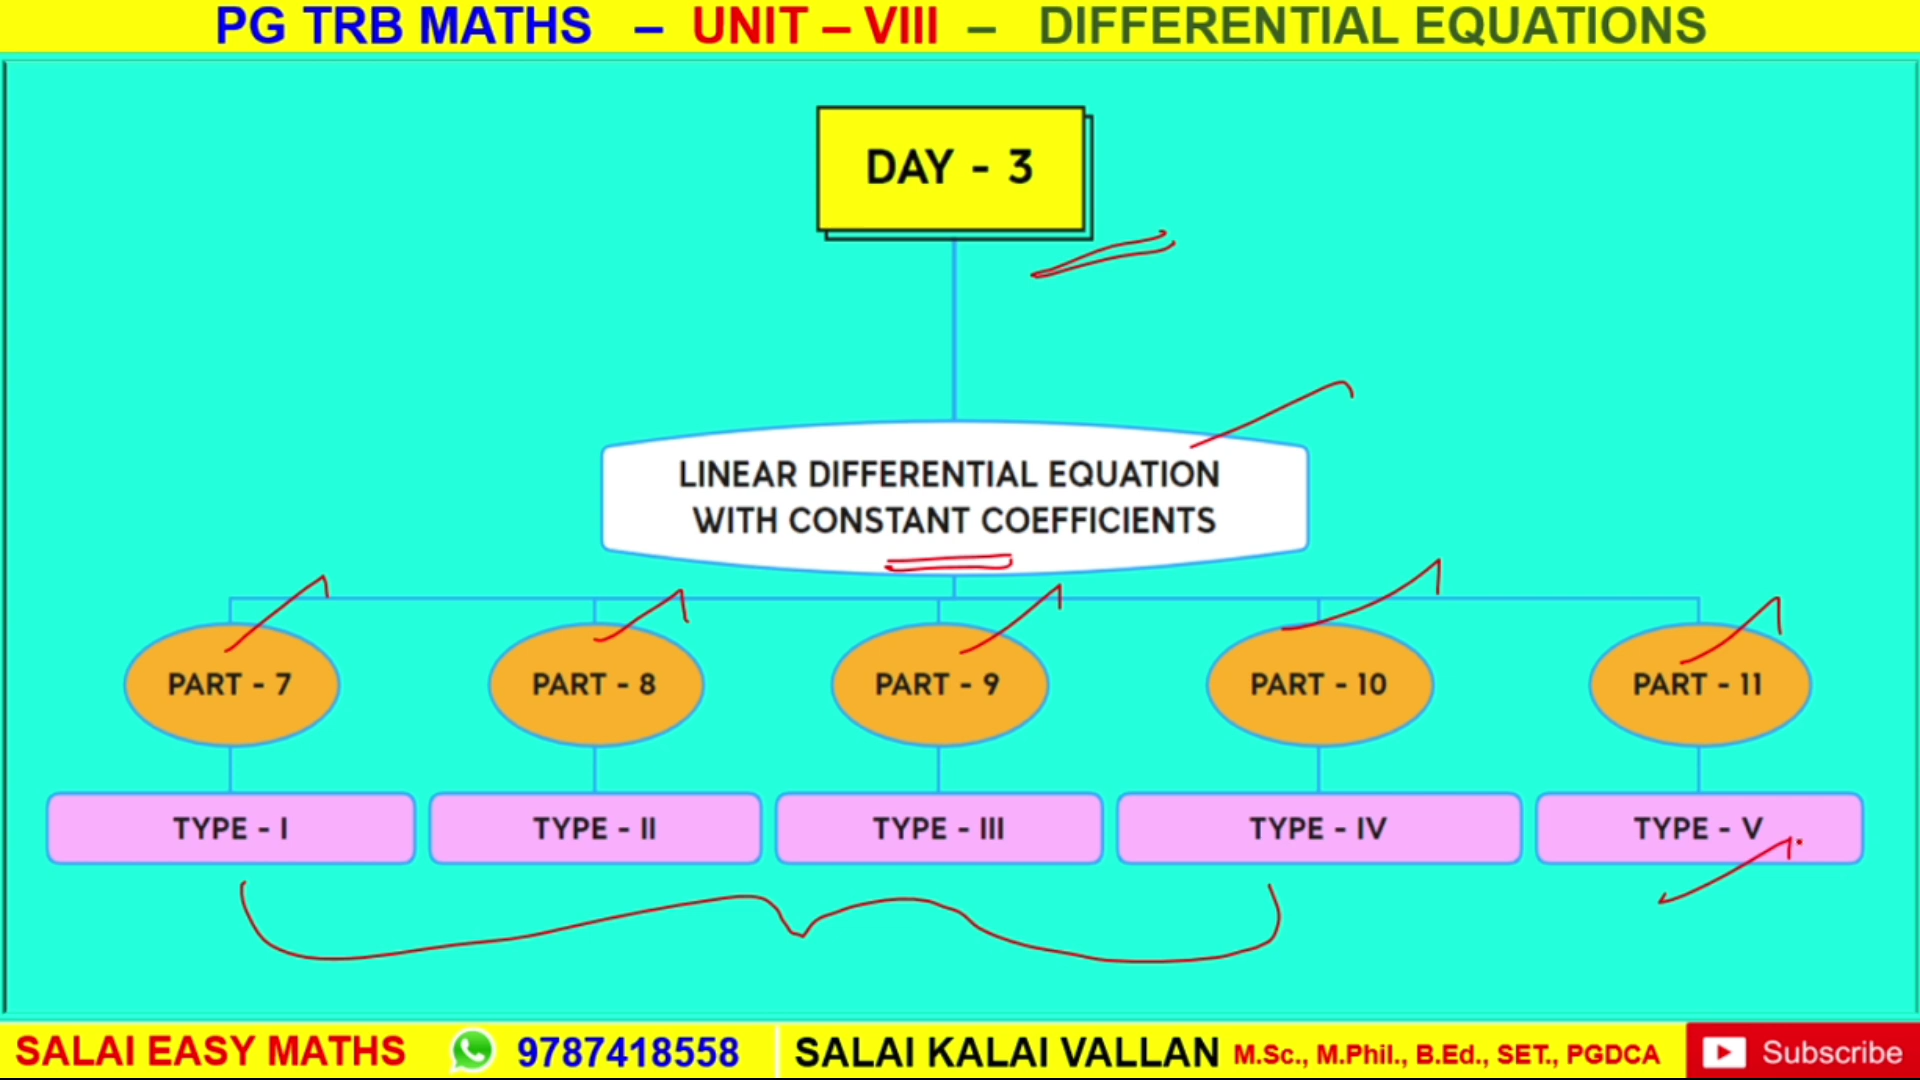 PG TRB MATHS – UNIT – VIII – DIFFERENTIAL EQUATIONS
DAY - 3
LINEAR DIFFERENTIAL EQUATION
WITH CONSTANT COEFFICIENTS
PART - 7
PART - 8
PART - 9
PART - 10
PART - 11
TYPE - I
TYPE - II
TYPE - III
TYPE - IV
TYPE - V
SALAI EASY MATHS 9787418558 SALAI KALAI VALLAN M.Sc., M.Phil., B.Ed., SET., PGDCA Subscribe